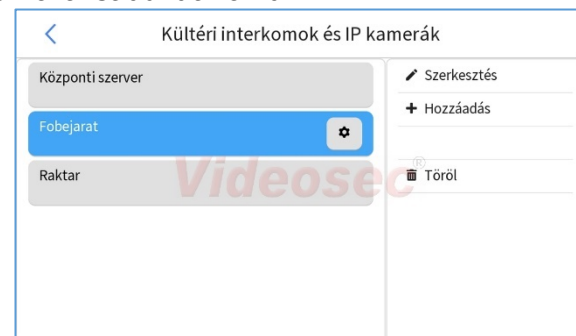 Kültéri interkomok és IP kamerák
Központi szerver
Fobejarat
Raktar
Szerkesztés
Hozzáadás
Töröl
Videosec®